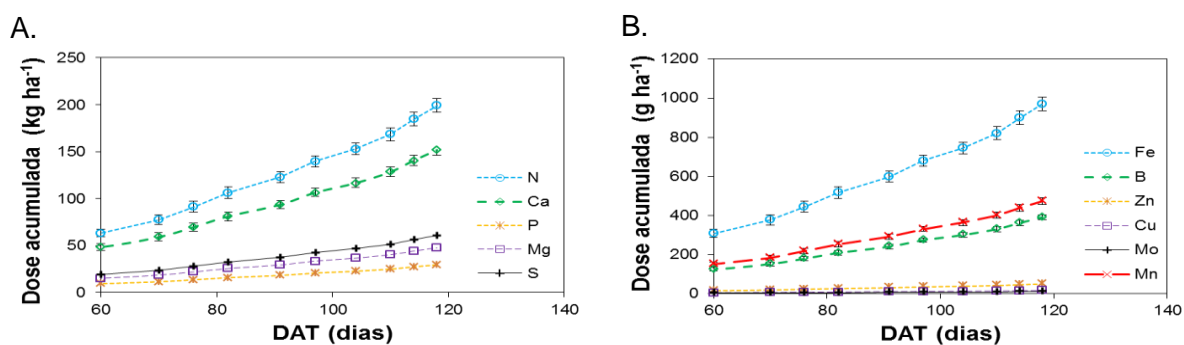 A.
Dose acumulada (kg ha⁻¹)
250
200
150
100
50
0
60
80
100
120
140
DAT (dias)
N
Ca
P
Mg
S
B.
Dose acumulada (g ha⁻¹)
1200
1000
800
600
400
200
0
60
80
100
120
140
DAT (dias)
Fe
B
Zn
Cu
Mo
Mn